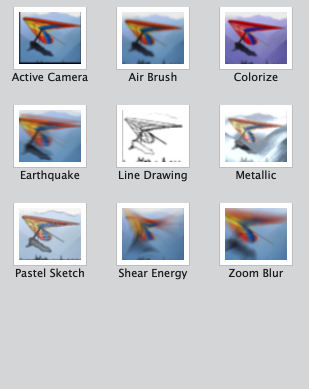 Active Camera
Air Brush
Colorize
Earthquake
Line Drawing
Metallic
Pastel Sketch
Shear Energy
Zoom Blur